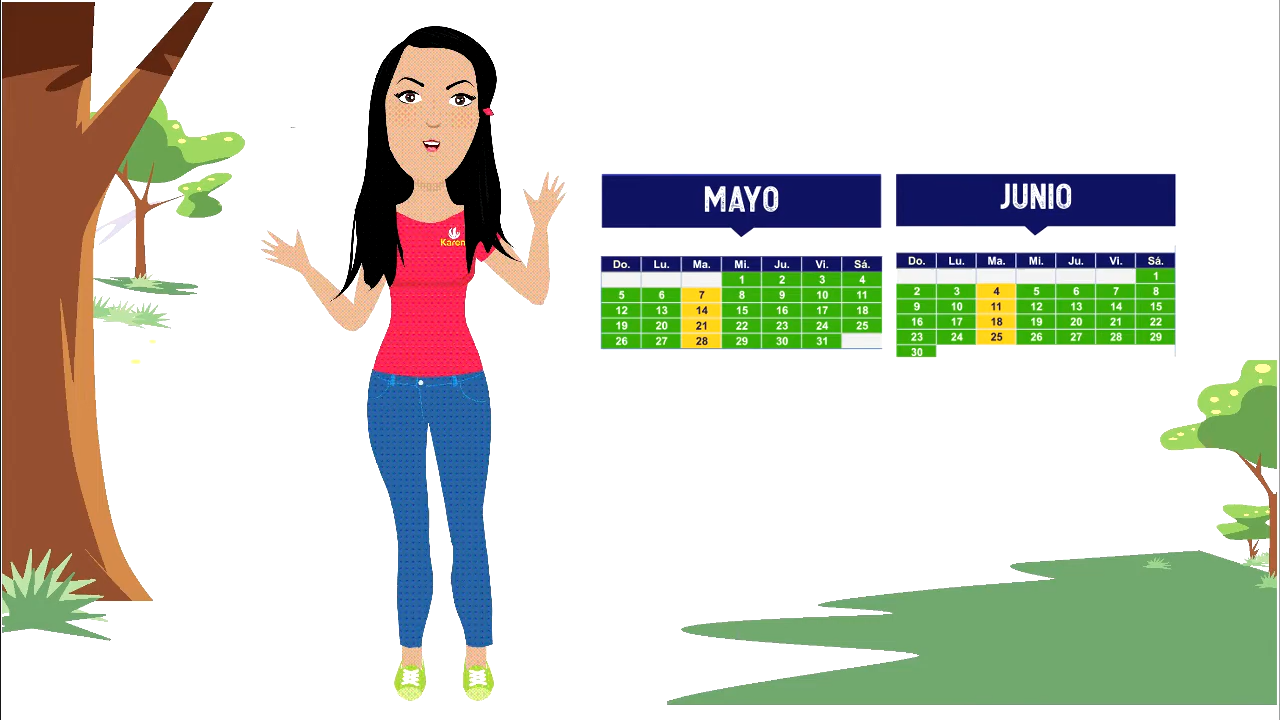 Karen
MAYO
Do. Lu. Ma. Mi. Ju. Vi. Sá.
1 2 3 4
5 6 7 8 9 10 11
12 13 14 15 16 17 18
19 20 21 22 23 24 25
26 27 28 29 30 31
JUNIO
Do. Lu. Ma. Mi. Ju. Vi. Sá.
1
2 3 4 5 6 7 8
9 10 11 12 13 14 15
16 17 18 19 20 21 22
23 24 25 26 27 28 29
30